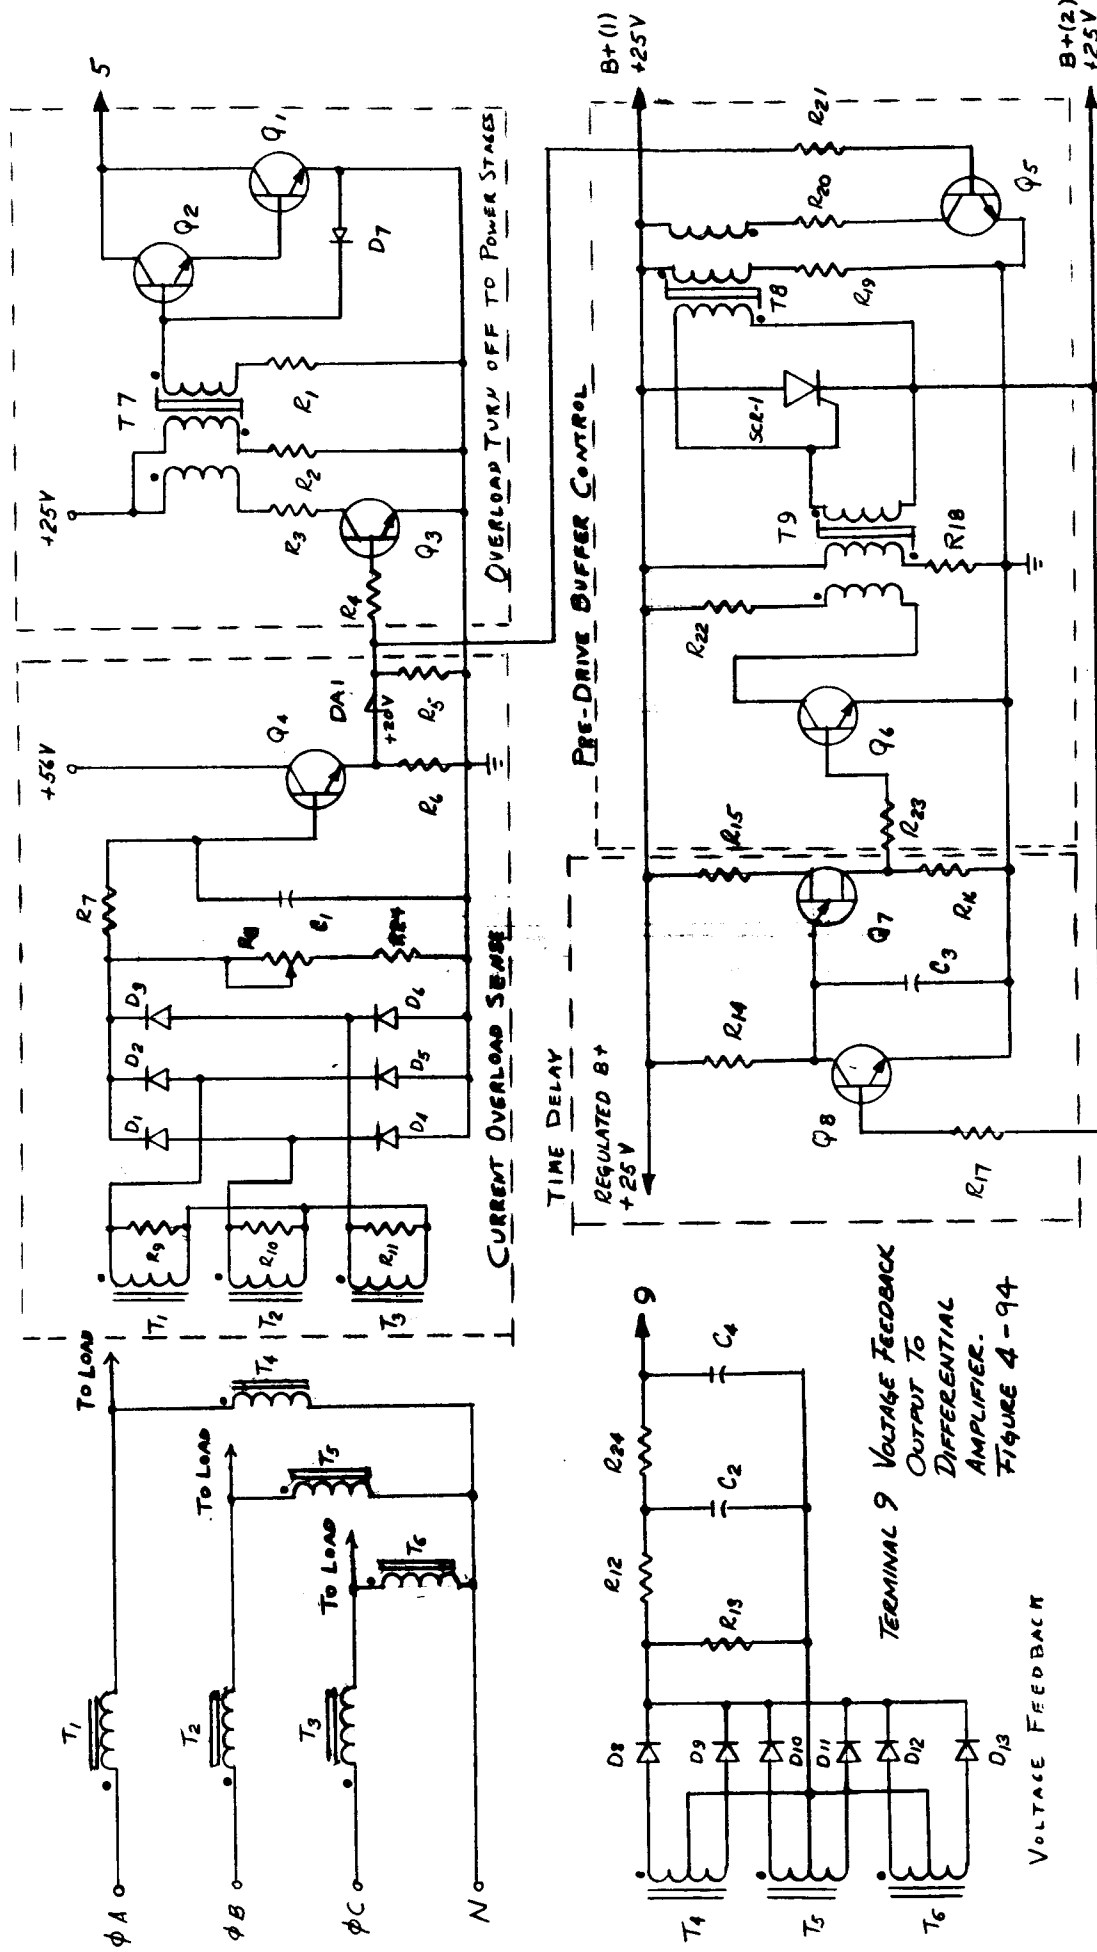 φA
φB
φC
N
T1
T2
T3
TO LOAD
TO LOAD
TO LOAD
T4
T5
T6
T1
T2
T3
R9
R10
R11
D1
D2
D3
D4
D5
D6
R8
R24
R7
C1
+56V
Q4
DA1
+20V
R6
R5
CURRENT OVERLOAD SENSE
+25V
T7
R4
R3
R2
R1
Q3
Q2
Q1
D7
5
OVERLOAD TURN OFF TO POWER STAGES
T4
T5
T6
D8
D9
D10
D11
D12
D13
R13
R12
C2
R24
C4
9
VOLTAGE FEEDBACK
TERMINAL 9 VOLTAGE FEEDBACK
OUTPUT TO
DIFFERENTIAL
AMPLIFIER.
FIGURE 4-94
TIME DELAY
REGULATED B+
+25V
R17
Q8
R14
C3
Q7
R15
R16
PRE-DRIVE BUFFER CONTROL
R23
Q6
R22
T9
R18
SCR-1
T8
R19
R20
R21
Q5
B+(1)
+25V
B+(2)
+25V